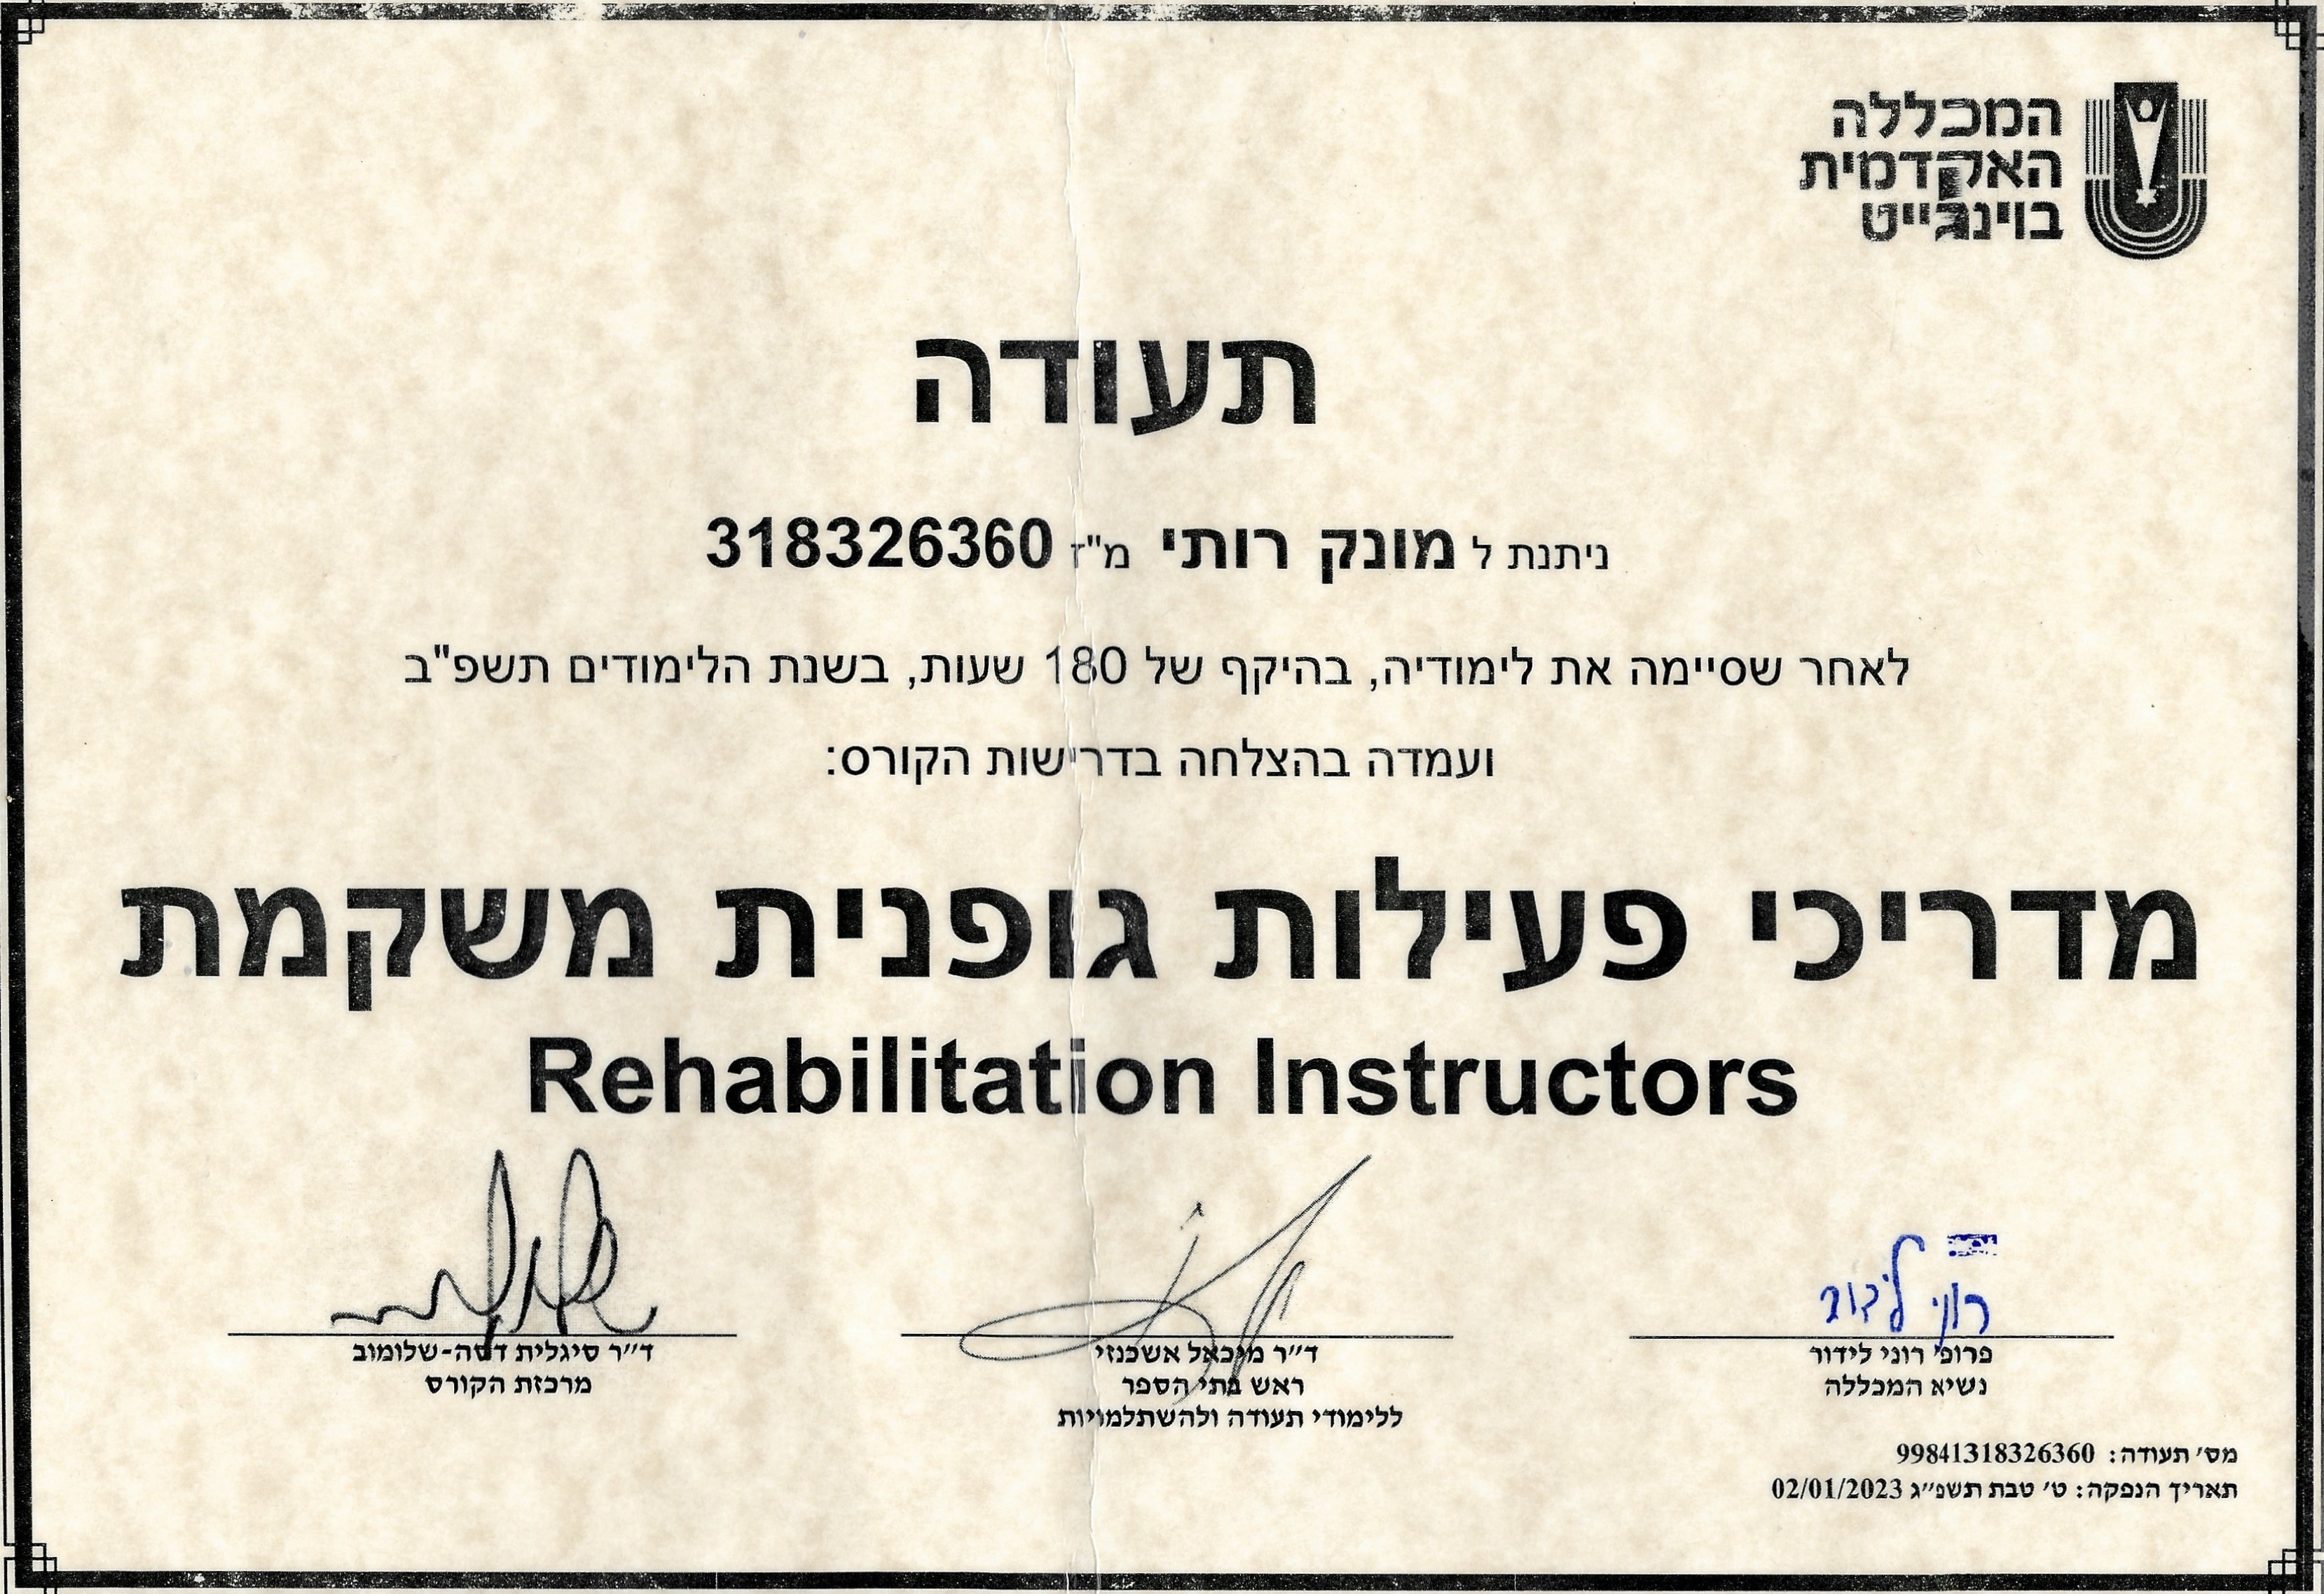 המכללה
האקדמית
בוינגייט
תעודה
ניתנת ל מונק רותי מ"ז 318326360
לאחר שסיימה את לימודיה, בהיקף של 180 שעות, בשנת הלימודים תשפ"ב
ועמדה בהצלחה בדרישות הקורס:
מדריכי פעילות גופנית משקמת
Rehabilitation Instructors
רוני לידור
פרופ' רוני לידור
נשיא המכללה
ד״ר מיכאל אשכנזי
ראש בתי הספר
ללימודי תעודה ולהשתלמויות
ד״ר סיגלית דסה-שלומוב
מרכזת הקורס
מס׳ תעודה: 99841318326360
תאריך הנפקה: ט׳ טבת תשפ״ג 02/01/2023